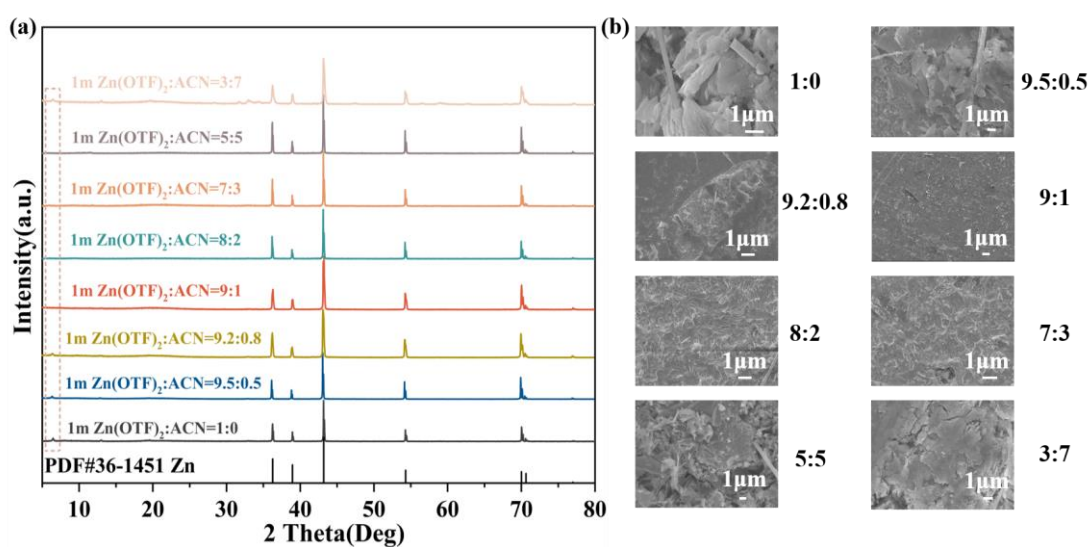 (a)
Intensity(a.u.)
1m Zn(OTF)₂:ACN=3:7
1m Zn(OTF)₂:ACN=5:5
1m Zn(OTF)₂:ACN=7:3
1m Zn(OTF)₂:ACN=8:2
1m Zn(OTF)₂:ACN=9:1
1m Zn(OTF)₂:ACN=9.2:0.8
1m Zn(OTF)₂:ACN=9.5:0.5
1m Zn(OTF)₂:ACN=1:0
PDF#36-1451 Zn
10 20 30 40 50 60 70 80
2 Theta(Deg)
(b)
1μm 1:0 1μm 9.5:0.5
1μm 9.2:0.8 1μm 9:1
1μm 8:2 1μm 7:3
1μm 5:5 1μm 3:7